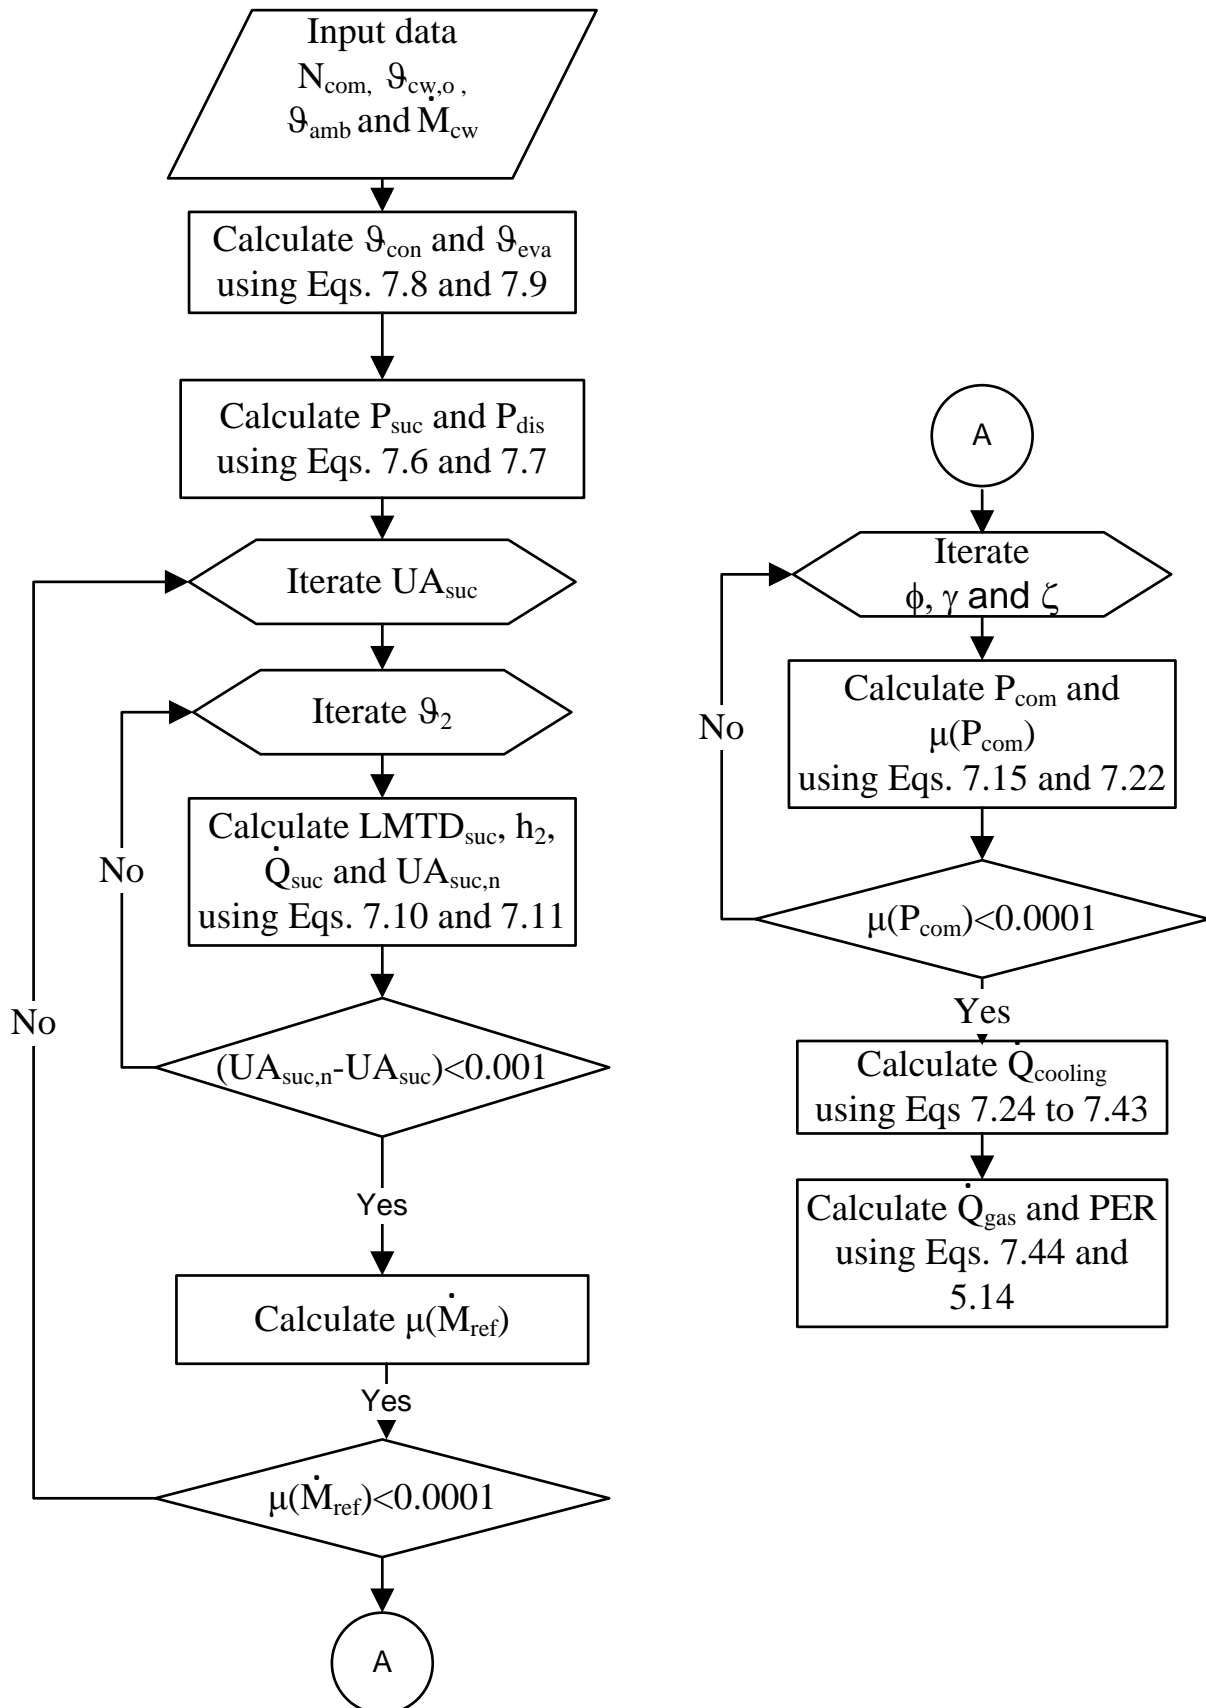 Input data
N_com, ϑ_cw,o ,
ϑ_amb and Ṁ_cw
Calculate ϑ_con and ϑ_eva
using Eqs. 7.8 and 7.9
Calculate P_suc and P_dis
using Eqs. 7.6 and 7.7
Iterate UA_suc
Iterate ϑ_2
Calculate LMTD_suc, h_2,
Q̇_suc and UA_suc,n
using Eqs. 7.10 and 7.11
No
(UA_suc,n-UA_suc)<0.001
No
Yes
Calculate μ(Ṁ_ref)
Yes
μ(Ṁ_ref)<0.0001
A
A
Iterate
ϕ, γ and ζ
Calculate P_com and
μ(P_com)
using Eqs. 7.15 and 7.22
No
μ(P_com)<0.0001
Yes
Calculate Q̇_cooling
using Eqs 7.24 to 7.43
Calculate Q̇_gas and PER
using Eqs. 7.44 and
5.14